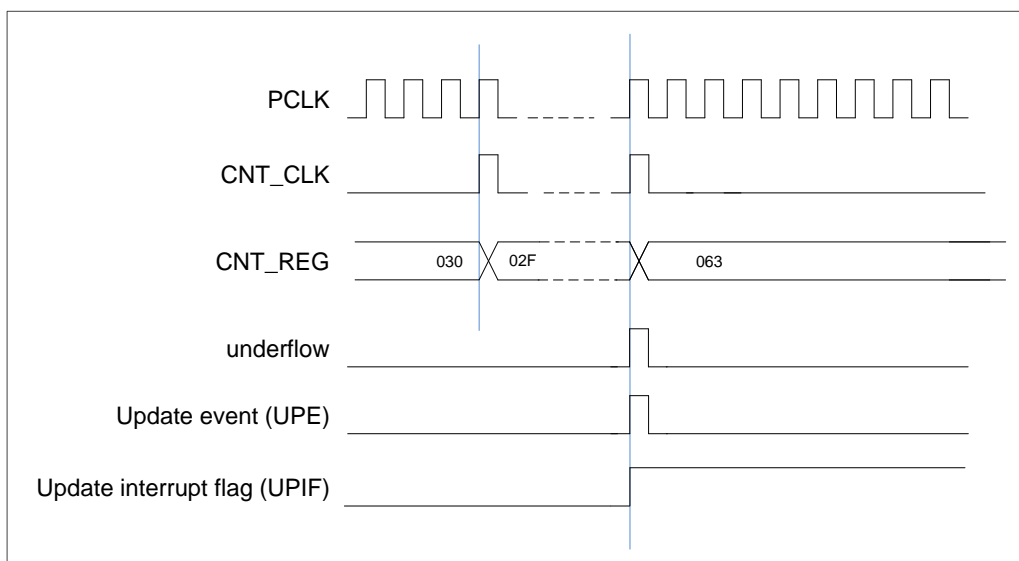 PCLK
CNT_CLK
CNT_REG 030 02F 063
underflow
Update event (UPE)
Update interrupt flag (UPIF)